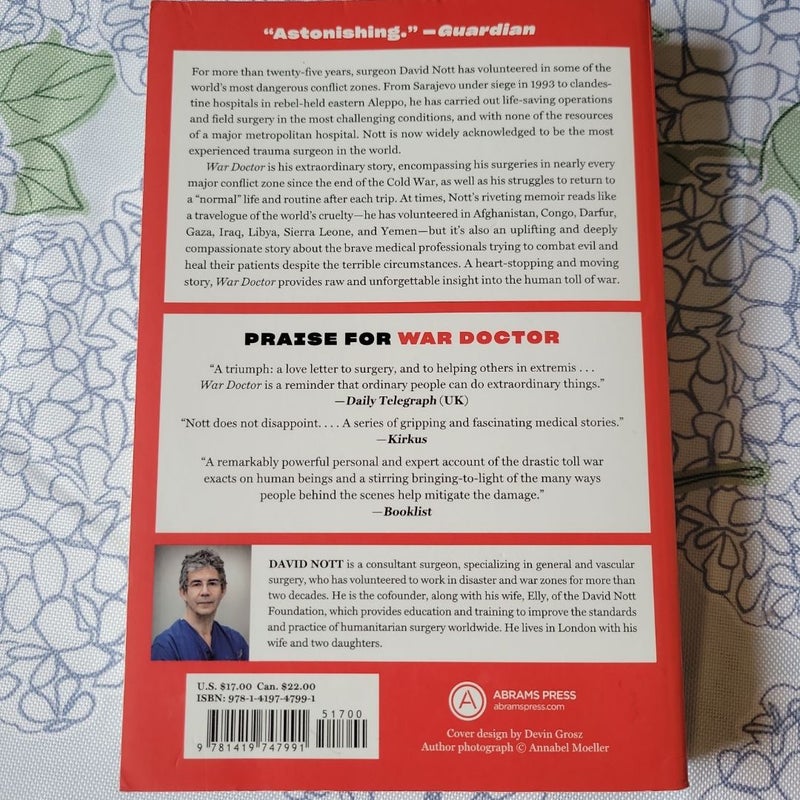 “Astonishing.” —Guardian
For more than twenty-five years, surgeon David Nott has volunteered in some of the
world’s most dangerous conflict zones. From Sarajevo under siege in 1993 to clandes-
tine hospitals in rebel-held eastern Aleppo, he has carried out life-saving operations
and field surgery in the most challenging conditions, and with none of the resources
of a major metropolitan hospital. Nott is now widely acknowledged to be the most
experienced trauma surgeon in the world.
War Doctor is his extraordinary story, encompassing his surgeries in nearly every
major conflict zone since the end of the Cold War, as well as his struggles to return to
a “normal” life and routine after each trip. At times, Nott’s riveting memoir reads like
a travelogue of the world’s cruelty—he has volunteered in Afghanistan, Congo, Darfur,
Gaza, Iraq, Libya, Sierra Leone, and Yemen—but it’s also an uplifting and deeply
compassionate story about the brave medical professionals trying to combat evil and
heal their patients despite the terrible circumstances. A heart-stopping and moving
story, War Doctor provides raw and unforgettable insight into the human toll of war.
PRAISE FOR WAR DOCTOR
“A triumph: a love letter to surgery, and to helping others in extremis . . .
War Doctor is a reminder that ordinary people can do extraordinary things.”
—Daily Telegraph (UK)
“Nott does not disappoint. . . . A series of gripping and fascinating medical stories.”
—Kirkus
“A remarkably powerful personal and expert account of the drastic toll war
exacts on human beings and a stirring bringing-to-light of the many ways
people behind the scenes help mitigate the damage.”
—Booklist
DAVID NOTT is a consultant surgeon, specializing in general and vascular
surgery, who has volunteered to work in disaster and war zones for more than
two decades. He is the cofounder, along with his wife, Elly, of the David Nott
Foundation, which provides education and training to improve the standards
and practice of humanitarian surgery worldwide. He lives in London with his
wife and two daughters.
U.S. $17.00 Can. $22.00
ISBN: 978-1-4197-4799-1
51700
9 781419 747991
A
ABRAMS PRESS
abramspress.com
Cover design by Devin Grosz
Author photograph © Annabel Moeller